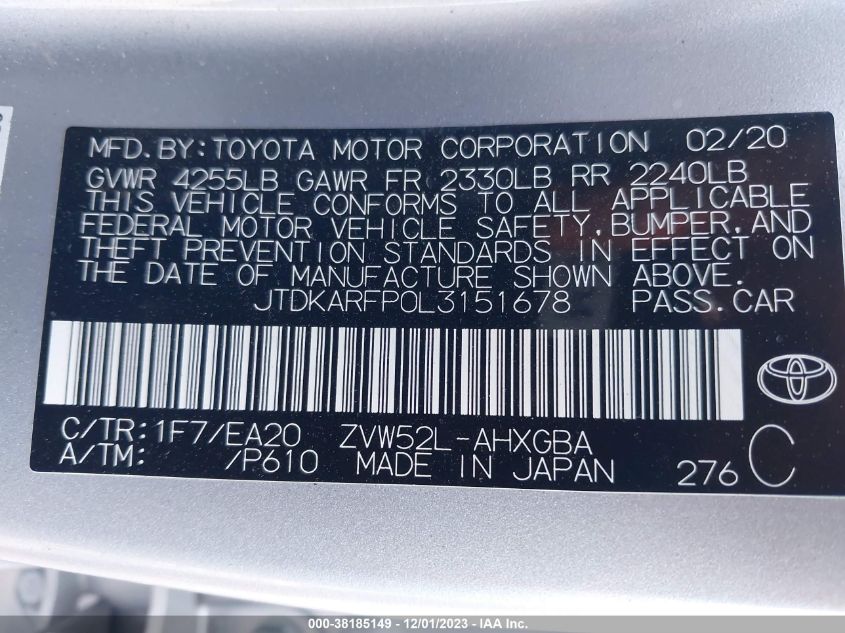 MFD.BY:TOYOTA MOTOR CORPORATION 02/20
GVWR 4255LB GAWR FR 2330LB RR 2240LB
THIS VEHICLE CONFORMS TO ALL APPLICABLE
FEDERAL MOTOR VEHICLE SAFETY,BUMPER,AND
THEFT PREVENTION STANDARDS IN EFFECT ON
THE DATE OF MANUFACTURE SHOWN ABOVE.
JTDKARFP0L3151678 PASS.CAR
C/TR:1F7/EA20 ZVW52L-AHXGBA
A/TM: /P610 MADE IN JAPAN 276 C
000-38185149 - 12/01/2023 - IAA Inc.